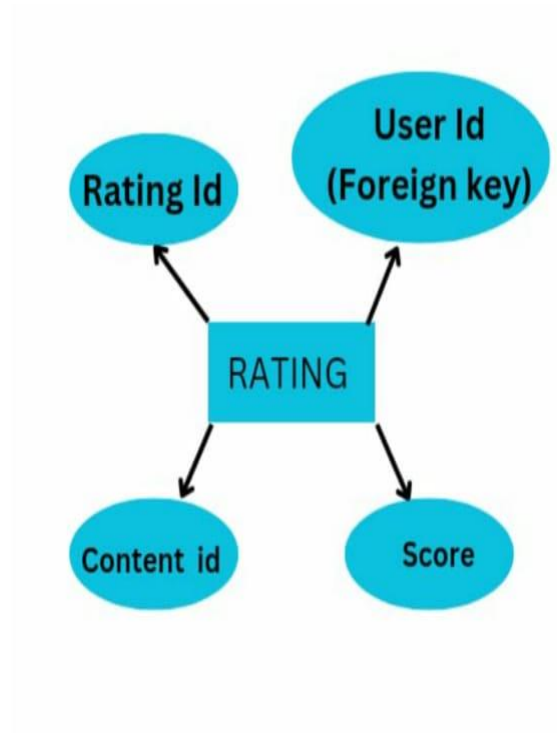 Rating Id
User Id
(Foreign key)
RATING
Content id
Score